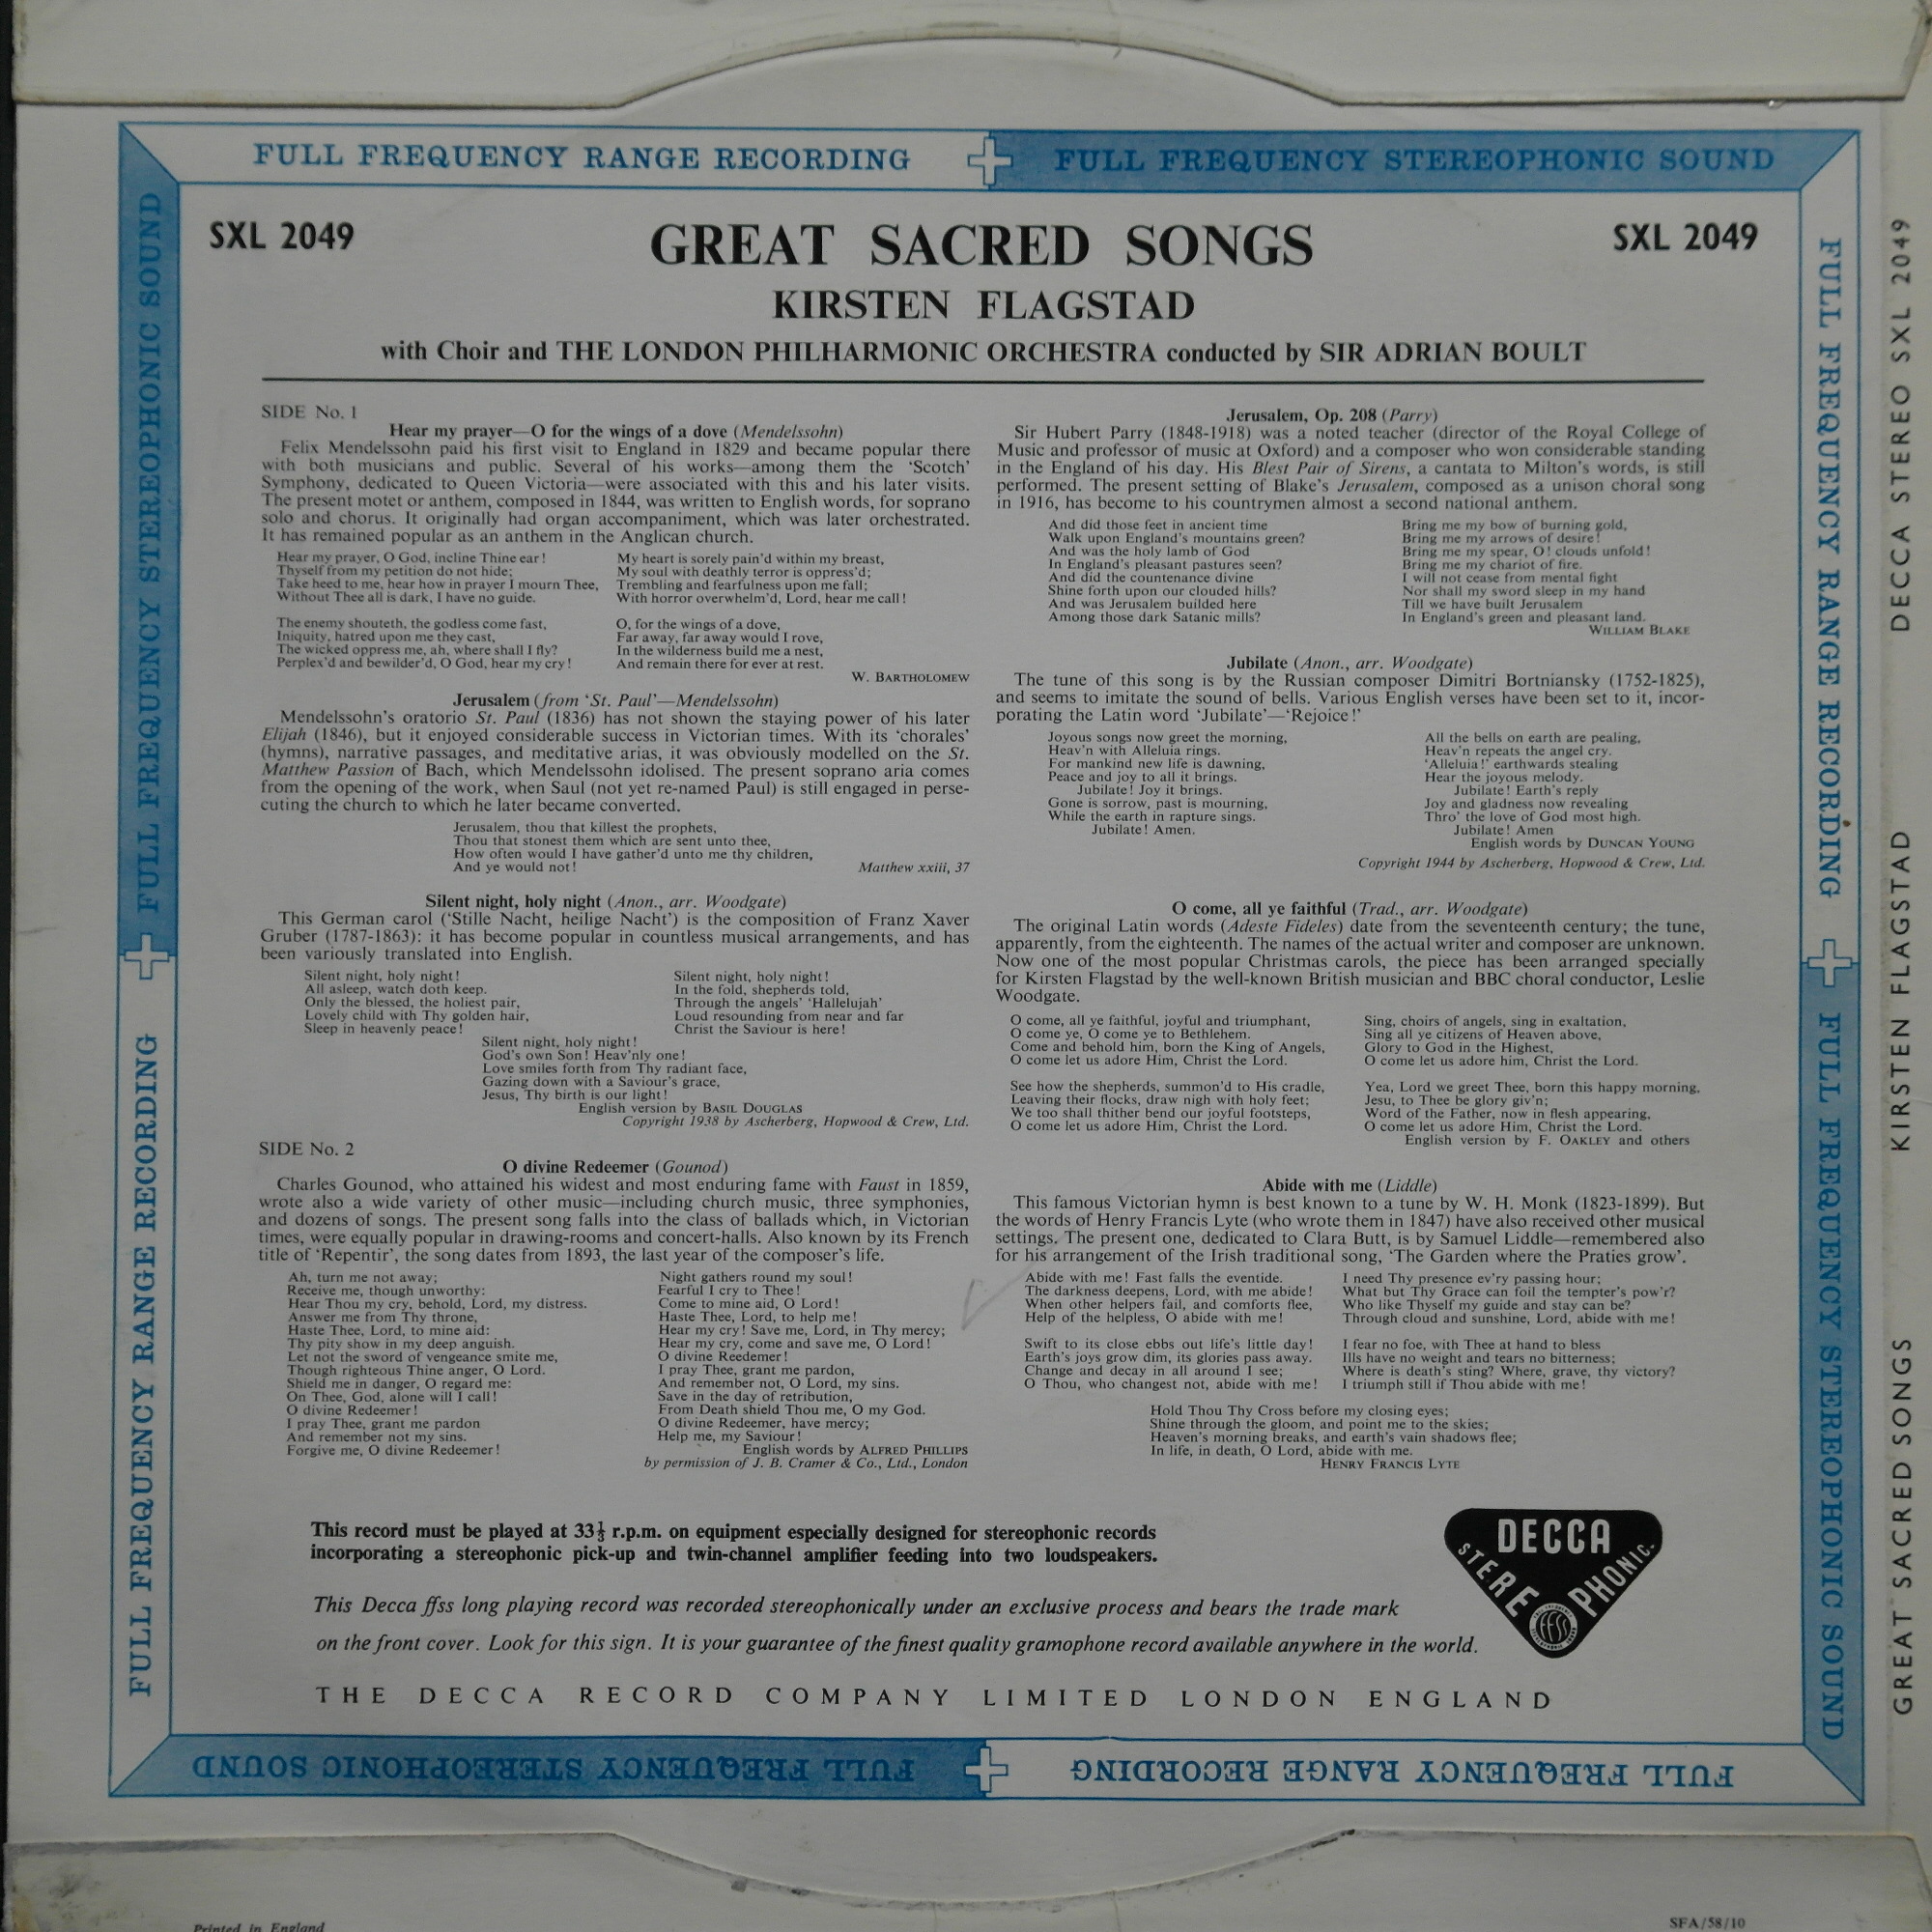 FULL FREQUENCY RANGE RECORDING
FULL FREQUENCY STEREOPHONIC SOUND
SXL 2049
GREAT SACRED SONGS
SXL 2049
KIRSTEN FLAGSTAD
with Choir and THE LONDON PHILHARMONIC ORCHESTRA conducted by SIR ADRIAN BOULT
SIDE No. 1
Hear my prayer—O for the wings of a dove (Mendelssohn)
Felix Mendelssohn paid his first visit to England in 1829 and became popular there
with both musicians and public. Several of his works—among them the ‘Scotch’
Symphony, dedicated to Queen Victoria—were associated with this and his later visits.
The present motet or anthem, composed in 1844, was written to English words, for soprano
solo and chorus. It originally had organ accompaniment, which was later orchestrated.
It has remained popular as an anthem in the Anglican church.
Hear my prayer, O God, incline Thine ear!
Thyself from my petition do not hide;
Take heed to me, hear how in prayer I mourn Thee,
Without Thee all is dark, I have no guide.
The enemy shouteth, the godless come fast,
Iniquity, hatred upon me they cast,
The wicked oppress me, ah, where shall I fly?
Perplex'd and bewilder'd, O God, hear my cry!
My heart is sorely pain'd within my breast,
My soul with deathly terror is oppress'd;
Trembling and fearfulness upon me fall;
With horror overwhelm'd, Lord, hear me call!
O, for the wings of a dove,
Far away, far away would I rove,
In the wilderness build me a nest,
And remain there for ever at rest.
W. BARTHOLOMEW
Jerusalem (from ‘St. Paul’—Mendelssohn)
Mendelssohn's oratorio St. Paul (1836) has not shown the staying power of his later
Elijah (1846), but it enjoyed considerable success in Victorian times. With its ‘chorales’
(hymns), narrative passages, and meditative arias, it was obviously modelled on the St.
Matthew Passion of Bach, which Mendelssohn idolised. The present soprano aria comes
from the opening of the work, when Saul (not yet re-named Paul) is still engaged in perse-
cuting the church to which he later became converted.
Jerusalem, thou that killest the prophets,
Thou that stonest them which are sent unto thee,
How often would I have gather'd unto me thy children,
And ye would not!
Matthew xxiii, 37
Silent night, holy night (Anon., arr. Woodgate)
This German carol (‘Stille Nacht, heilige Nacht’) is the composition of Franz Xaver
Gruber (1787-1863): it has become popular in countless musical arrangements, and has
been variously translated into English.
Silent night, holy night!
All asleep, watch doth keep.
Only the blessed, the holiest pair,
Lovely child with Thy golden hair,
Sleep in heavenly peace!
Silent night, holy night!
In the fold, shepherds told,
Through the angels' ‘Hallelujah’
Loud resounding from near and far
Christ the Saviour is here!
Silent night, holy night!
God's own Son! Heav'nly one!
Love smiles forth from Thy radiant face,
Gazing down with a Saviour's grace,
Jesus, Thy birth is our light!
English version by BASIL DOUGLAS
Copyright 1938 by Ascherberg, Hopwood & Crew, Ltd.
SIDE No. 2
O divine Redeemer (Gounod)
Charles Gounod, who attained his widest and most enduring fame with Faust in 1859,
wrote also a wide variety of other music—including church music, three symphonies,
and dozens of songs. The present song falls into the class of ballads which, in Victorian
times, were equally popular in drawing-rooms and concert-halls. Also known by its French
title of ‘Repentir’, the song dates from 1893, the last year of the composer's life.
Ah, turn me not away;
Receive me, though unworthy:
Hear Thou my cry, behold, Lord, my distress.
Answer me from Thy throne,
Haste Thee, Lord, to mine aid:
Thy pity show in my deep anguish.
Let not the sword of vengeance smite me,
Though righteous Thine anger, O Lord.
Shield me in danger, O regard me:
On Thee, God, alone will I call!
O divine Redeemer!
I pray Thee, grant me pardon
And remember not my sins.
Forgive me, O divine Redeemer!
Night gathers round my soul!
Fearful I cry to Thee!
Come to mine aid, O Lord!
Haste Thee, Lord, to help me!
Hear my cry! Save me, Lord, in Thy mercy;
Hear my cry, come and save me, O Lord!
O divine Reedemer!
I pray Thee, grant me pardon,
And remember not, O Lord, my sins.
Save in the day of retribution,
From Death shield Thou me, O my God.
O divine Redeemer, have mercy;
Help me, my Saviour!
English words by ALFRED PHILLIPS
by permission of J. B. Cramer & Co., Ltd., London
Jerusalem, Op. 208 (Parry)
Sir Hubert Parry (1848-1918) was a noted teacher (director of the Royal College of
Music and professor of music at Oxford) and a composer who won considerable standing
in the England of his day. His Blest Pair of Sirens, a cantata to Milton's words, is still
performed. The present setting of Blake's Jerusalem, composed as a unison choral song
in 1916, has become to his countrymen almost a second national anthem.
And did those feet in ancient time
Walk upon England's mountains green?
And was the holy lamb of God
In England's pleasant pastures seen?
And did the countenance divine
Shine forth upon our clouded hills?
And was Jerusalem builded here
Among those dark Satanic mills?
Bring me my bow of burning gold,
Bring me my arrows of desire!
Bring me my spear, O! clouds unfold!
Bring me my chariot of fire.
I will not cease from mental fight
Nor shall my sword sleep in my hand
Till we have built Jerusalem
In England's green and pleasant land.
WILLIAM BLAKE
Jubilate (Anon., arr. Woodgate)
The tune of this song is by the Russian composer Dimitri Bortniansky (1752-1825),
and seems to imitate the sound of bells. Various English verses have been set to it, incor-
porating the Latin word ‘Jubilate’—‘Rejoice!’
Joyous songs now greet the morning,
Heav'n with Alleluia rings.
For mankind new life is dawning,
Peace and joy to all it brings.
Jubilate! Joy it brings.
Gone is sorrow, past is mourning,
While the earth in rapture sings.
Jubilate! Amen.
All the bells on earth are pealing,
Heav'n repeats the angel cry.
‘Alleluia!’ earthwards stealing
Hear the joyous melody.
Jubilate! Earth's reply
Joy and gladness now revealing
Thro' the love of God most high.
Jubilate! Amen
English words by DUNCAN YOUNG
Copyright 1944 by Ascherberg, Hopwood & Crew, Ltd.
O come, all ye faithful (Trad., arr. Woodgate)
The original Latin words (Adeste Fideles) date from the seventeenth century; the tune,
apparently, from the eighteenth. The names of the actual writer and composer are unknown.
Now one of the most popular Christmas carols, the piece has been arranged specially
for Kirsten Flagstad by the well-known British musician and BBC choral conductor, Leslie
Woodgate.
O come, all ye faithful, joyful and triumphant,
O come ye, O come ye to Bethlehem.
Come and behold him, born the King of Angels,
O come let us adore Him, Christ the Lord.
See how the shepherds, summon'd to His cradle,
Leaving their flocks, draw nigh with holy feet;
We too shall thither bend our joyful footsteps,
O come let us adore Him, Christ the Lord.
Sing, choirs of angels, sing in exaltation,
Sing all ye citizens of Heaven above,
Glory to God in the Highest,
O come let us adore him, Christ the Lord.
Yea, Lord we greet Thee, born this happy morning,
Jesu, to Thee be glory giv'n;
Word of the Father, now in flesh appearing,
O come let us adore Him, Christ the Lord.
English version by F. OAKLEY and others
Abide with me (Liddle)
This famous Victorian hymn is best known to a tune by W. H. Monk (1823-1899). But
the words of Henry Francis Lyte (who wrote them in 1847) have also received other musical
settings. The present one, dedicated to Clara Butt, is by Samuel Liddle—remembered also
for his arrangement of the Irish traditional song, ‘The Garden where the Praties grow’.
Abide with me! Fast falls the eventide.
The darkness deepens, Lord, with me abide!
When other helpers fail, and comforts flee,
Help of the helpless, O abide with me!
Swift to its close ebbs out life's little day!
Earth's joys grow dim, its glories pass away.
Change and decay in all around I see;
O Thou, who changest not, abide with me!
I need Thy presence ev'ry passing hour;
What but Thy Grace can foil the tempter's pow'r?
Who like Thyself my guide and stay can be?
Through cloud and sunshine, Lord, abide with me!
I fear no foe, with Thee at hand to bless
Ills have no weight and tears no bitterness;
Where is death's sting? Where, grave, thy victory?
I triumph still if Thou abide with me!
Hold Thou Thy Cross before my closing eyes;
Shine through the gloom, and point me to the skies;
Heaven's morning breaks, and earth's vain shadows flee;
In life, in death, O Lord, abide with me.
HENRY FRANCIS LYTE
This record must be played at 33⅓ r.p.m. on equipment especially designed for stereophonic records
incorporating a stereophonic pick-up and twin-channel amplifier feeding into two loudspeakers.
This Decca ffss long playing record was recorded stereophonically under an exclusive process and bears the trade mark
on the front cover. Look for this sign. It is your guarantee of the finest quality gramophone record available anywhere in the world.
DECCA
STEREOPHONIC
FFSS
THE DECCA RECORD COMPANY LIMITED LONDON ENGLAND
FULL FREQUENCY RANGE RECORDING
FULL FREQUENCY STEREOPHONIC SOUND
FULL FREQUENCY RANGE RECORDING
FULL FREQUENCY STEREOPHONIC SOUND
FULL FREQUENCY RANGE RECORDING
FULL FREQUENCY STEREOPHONIC SOUND
GREAT SACRED SONGS KIRSTEN FLAGSTAD DECCA STEREO SXL 2049
Printed in England
SFA/58/10